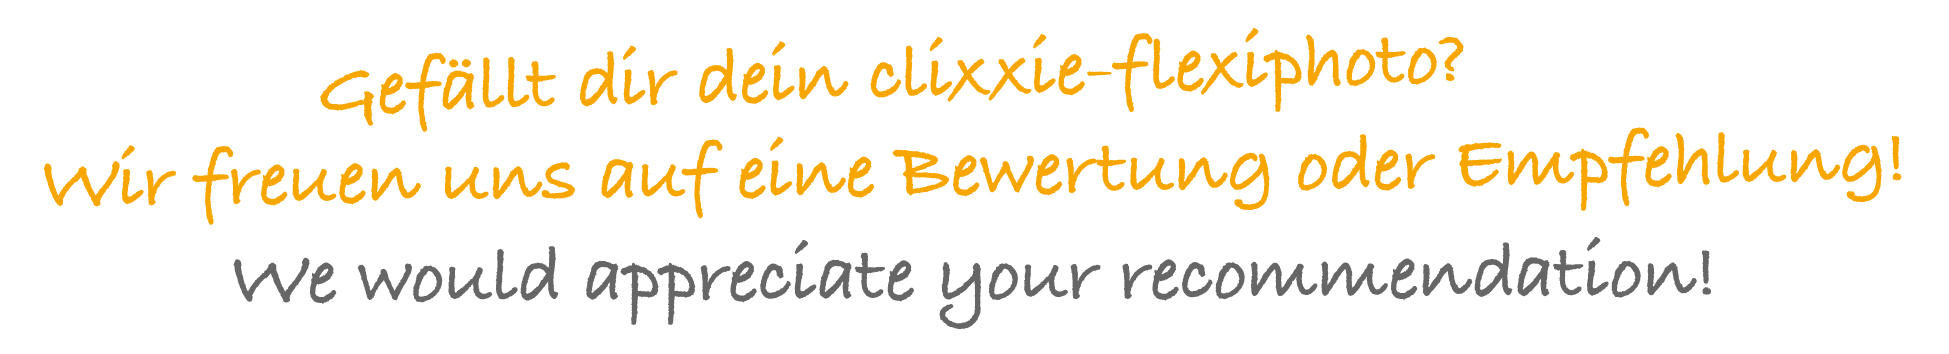 Gefällt dir dein clixxie-flexiphoto?
Wir freuen uns auf eine Bewertung oder Empfehlung!
We would appreciate your recommendation!